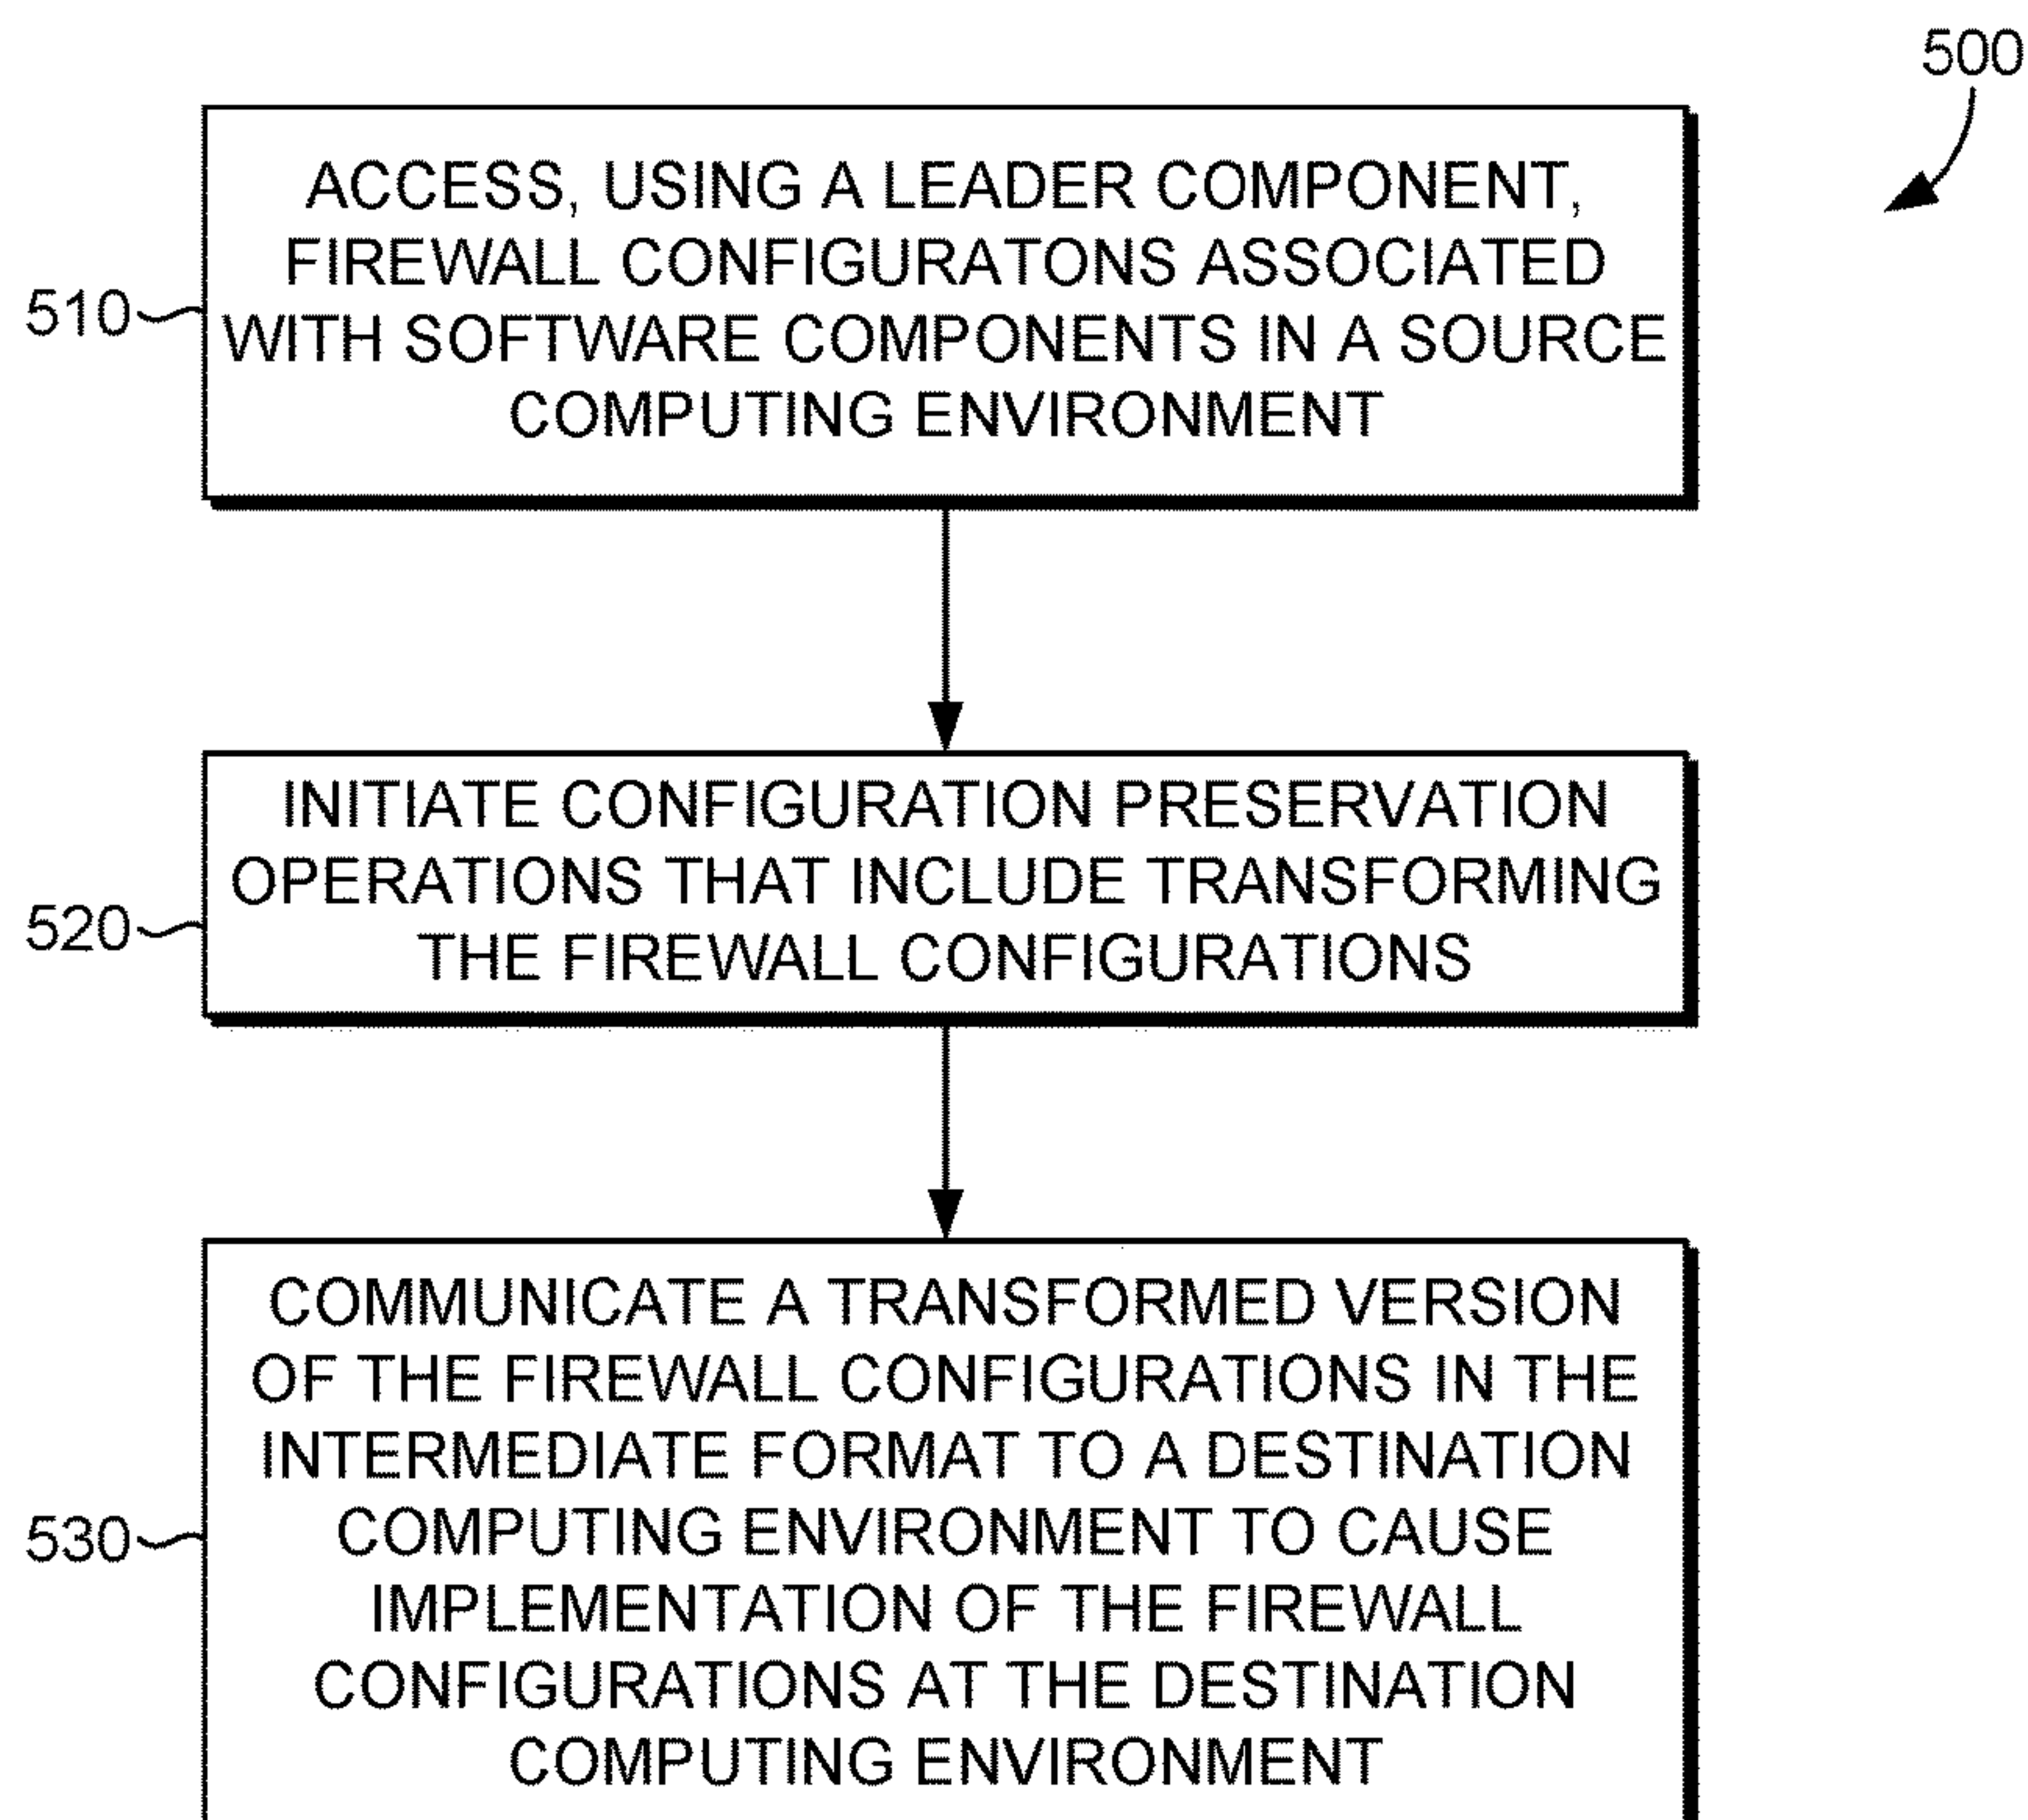 500
ACCESS, USING A LEADER COMPONENT,
FIREWALL CONFIGURATONS ASSOCIATED
WITH SOFTWARE COMPONENTS IN A SOURCE
COMPUTING ENVIRONMENT
510
INITIATE CONFIGURATION PRESERVATION
OPERATIONS THAT INCLUDE TRANSFORMING
THE FIREWALL CONFIGURATIONS
520
COMMUNICATE A TRANSFORMED VERSION
OF THE FIREWALL CONFIGURATIONS IN THE
INTERMEDIATE FORMAT TO A DESTINATION
COMPUTING ENVIRONMENT TO CAUSE
IMPLEMENTATION OF THE FIREWALL
CONFIGURATIONS AT THE DESTINATION
COMPUTING ENVIRONMENT
530